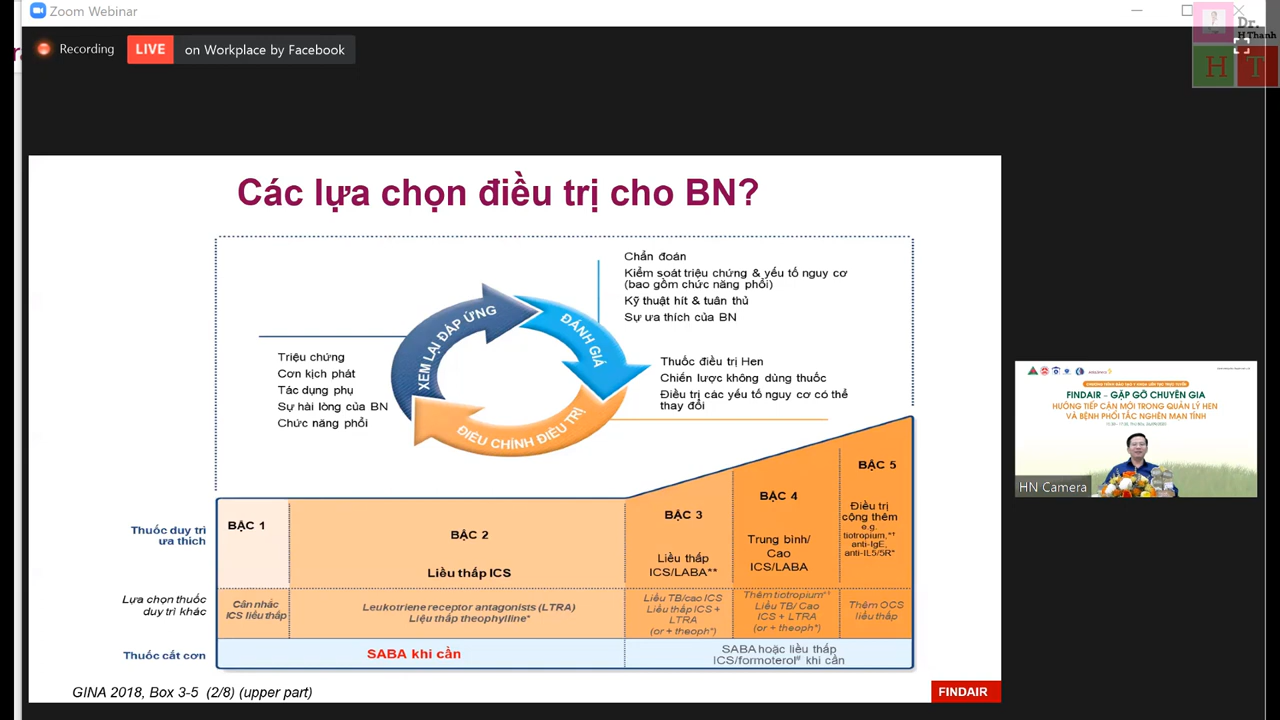 Zoom Webinar
Recording
LIVE
on Workplace by Facebook
Dr.
H Thanh
H T
Các lựa chọn điều trị cho BN?
Chẩn đoán
Kiểm soát triệu chứng & yếu tố nguy cơ
(bao gồm chức năng phổi)
Kỹ thuật hít & tuân thủ
Sự ưa thích của BN
XEM LẠI ĐÁP ỨNG
ĐÁNH GIÁ
ĐIỀU CHỈNH ĐIỀU TRỊ
Triệu chứng
Cơn kịch phát
Tác dụng phụ
Sự hài lòng của BN
Chức năng phổi
Thuốc điều trị Hen
Chiến lược không dùng thuốc
Điều trị các yếu tố nguy cơ có thể
thay đổi
Thuốc duy trì
ưa thích
BẬC 1
BẬC 2
Liều thấp ICS
BẬC 3
Liều thấp
ICS/LABA**
BẬC 4
Trung bình/
Cao
ICS/LABA
BẬC 5
Điều trị
cộng thêm
e.g.
tiotropium,*†
anti-IgE,
anti-IL5/5R*
Lựa chọn thuốc
duy trì khác
Cân nhắc
ICS liều thấp
Leukotriene receptor antagonists (LTRA)
Liều thấp theophylline*
Liều TB/cao ICS
Liều thấp ICS +
LTRA
(or + theoph*)
Thêm tiotropium*†
Liều TB/ Cao
ICS + LTRA
(or + theoph*)
Thêm OCS
liều thấp
Thuốc cắt cơn
SABA khi cần
SABA hoặc liều thấp
ICS/formoterol# khi cần
GINA 2018, Box 3-5 (2/8) (upper part)
FINDAIR
FINDAIR – GẶP GỠ CHUYÊN GIA
HƯỚNG TIẾP CẬN MỚI TRONG QUẢN LÝ HEN
VÀ BỆNH PHỔI TẮC NGHẼN MẠN TÍNH
HN Camera